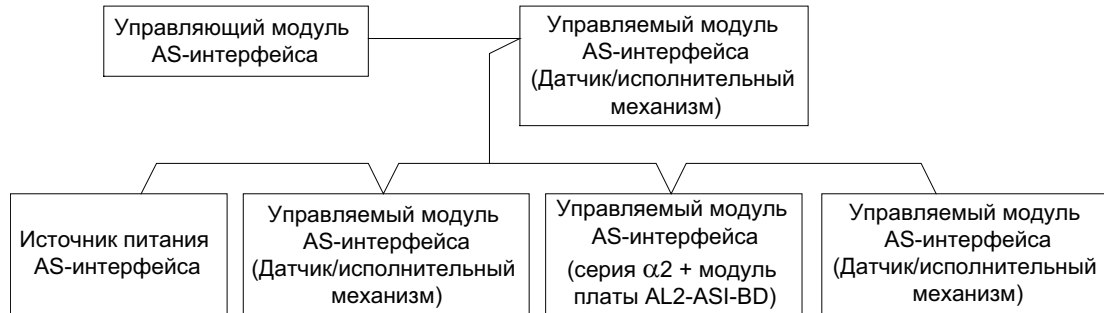 Управляющий модуль
AS-интерфейса
Управляемый модуль
AS-интерфейса
(Датчик/исполнительный
механизм)
Источник питания
AS-интерфейса
Управляемый модуль
AS-интерфейса
(Датчик/исполнительный
механизм)
Управляемый модуль
AS-интерфейса
(серия α2 + модуль
платы AL2-ASI-BD)
Управляемый модуль
AS-интерфейса
(Датчик/исполнительный
механизм)